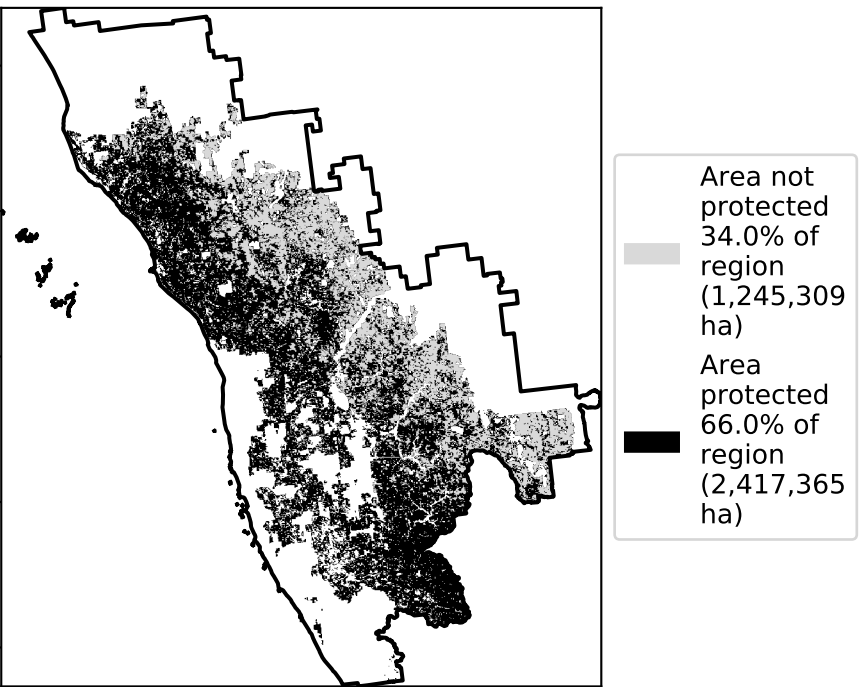 Area not
protected
34.0% of
region
(1,245,309
ha)
Area
protected
66.0% of
region
(2,417,365
ha)